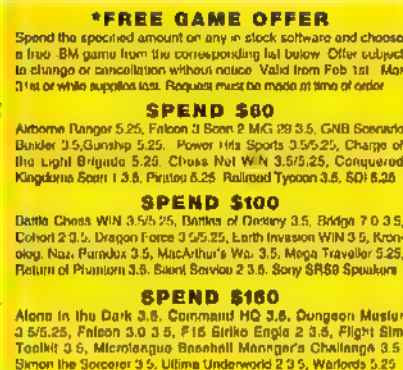 *FREE GAME OFFER
Spend the specified amount on any in stock software and choose
a free IBM game from the corresponding list below. Offer subject
to change or cancellation without notice. Valid from Feb 1st - Mar
31st or while supplies last. Request must be made at time of order
SPEND $60
Airborne Ranger 5.25, Falcon 3 Scen 2 MG 29 3.5, GNB Scenario
Builder 3.5, Gunship 5.25, Power Hits Sports 3.5/5.25, Charge of
the Light Brigade 5.25, Chess Net WIN 3.5/5.25, Conquered
Kingdoms Scen 1 3.5, Pirates 5.25 Railroad Tycoon 3.5, SDI 5.25
SPEND $100
Battle Chess WIN 3.5/5.25, Battles of Destiny 3.5, Bridge 7.0 3.5,
Cohort 2 3.5, Dragon Force 3.5/5.25, Earth Invasion WIN 3.5, Kron-
olog, Nazi Paradox 3.5, MacArthur's War 3.5, Mega Traveller 5.25,
Return of Phantom 3.5, Silent Service 2 3.5, Sony SRS9 Speakers
SPEND $160
Alone in the Dark 3.5, Command HQ 3.5, Dungeon Master
3.5/5.25, Falcon 3.0 3.5, F15 Strike Eagle 2 3.5, Flight Sim
Toolkit 3.5, Microleague Baseball Manager's Challenge 3.5
Simon the Sorcerer 3.5, Ultima Underworld 2 3.5, Warlords 5.25